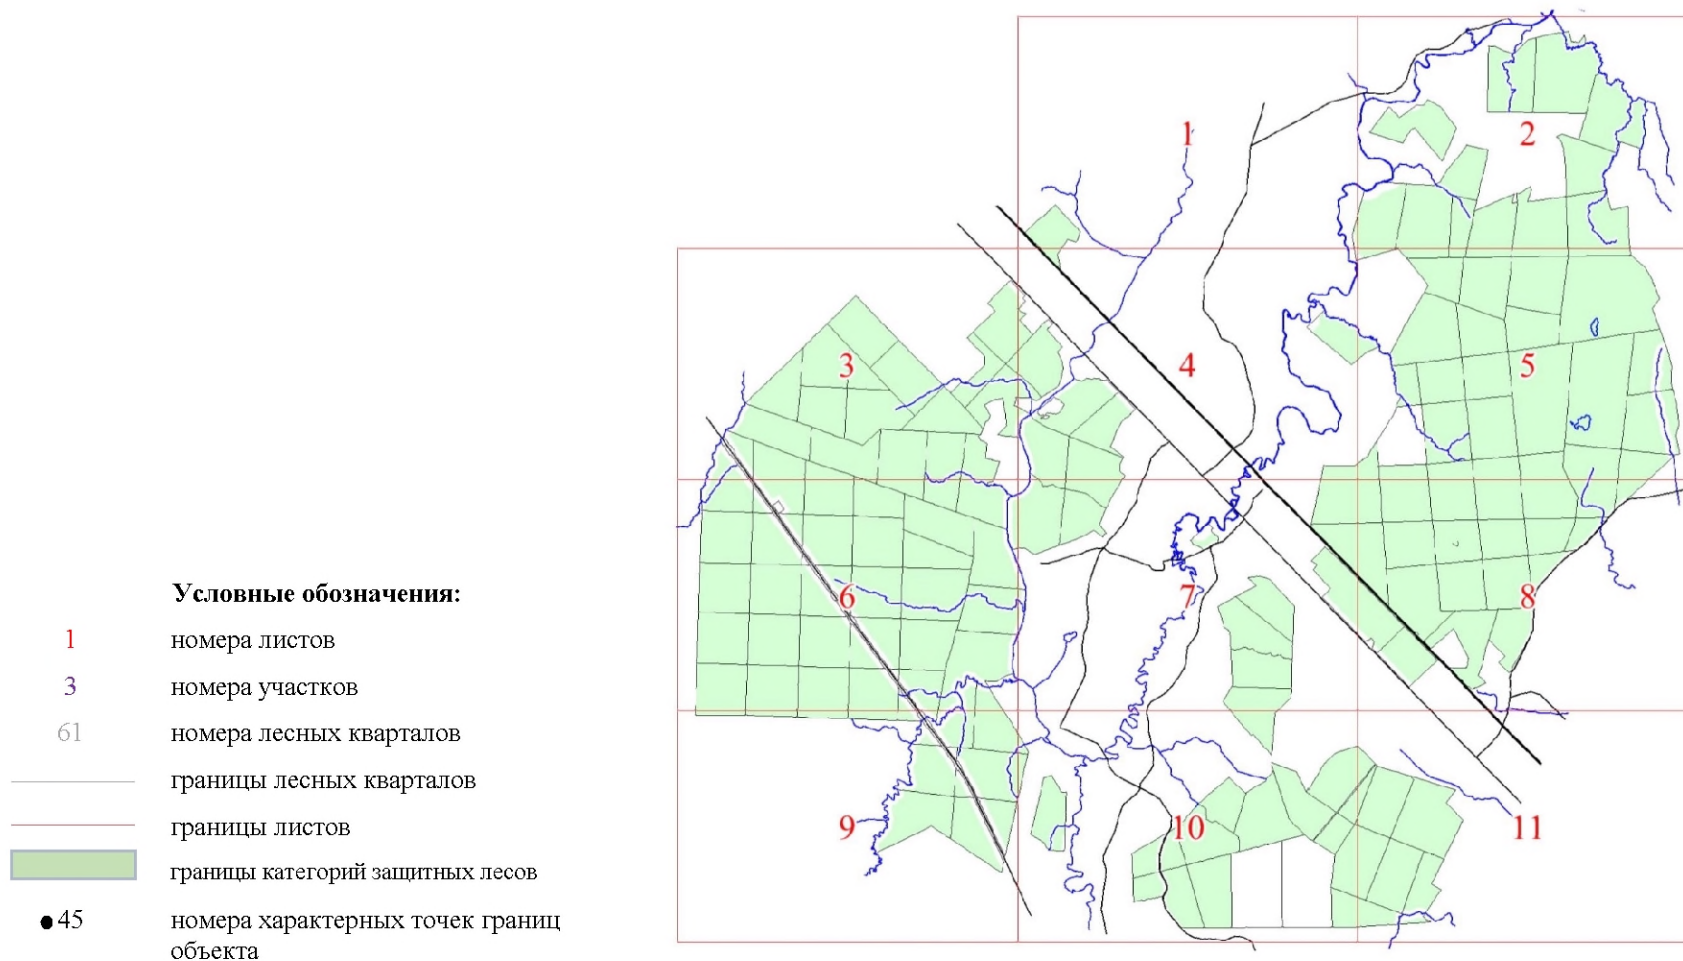 1
2
3
4
5
6
7
8
9
10
11
Условные обозначения:
1 номера листов
3 номера участков
61 номера лесных кварталов
границы лесных кварталов
границы листов
границы категорий защитных лесов
45 номера характерных точек границ
объекта